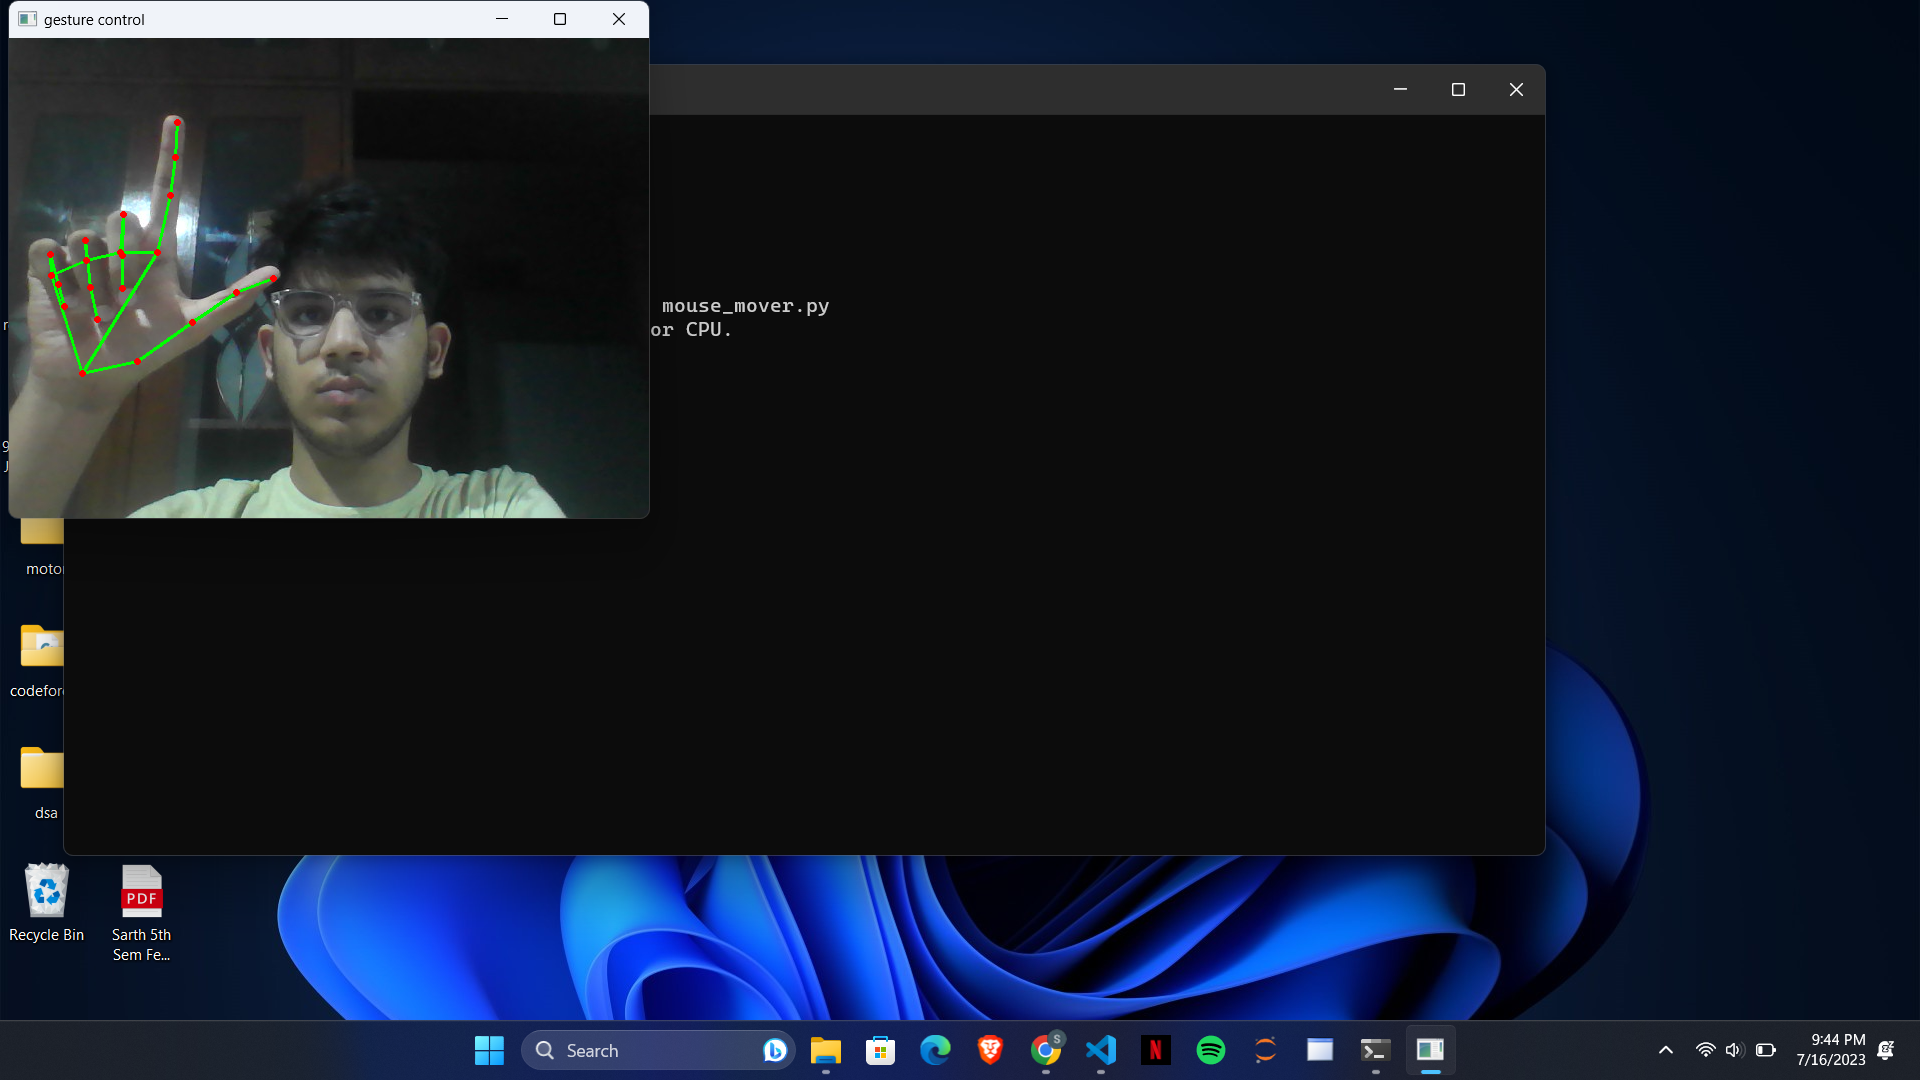 gesture control
mouse_mover.py
or CPU.
9
J
moto
codefor
dsa
Recycle Bin
PDF
Sarth 5th
Sem Fe...
Search
S
9:44 PM
7/16/2023